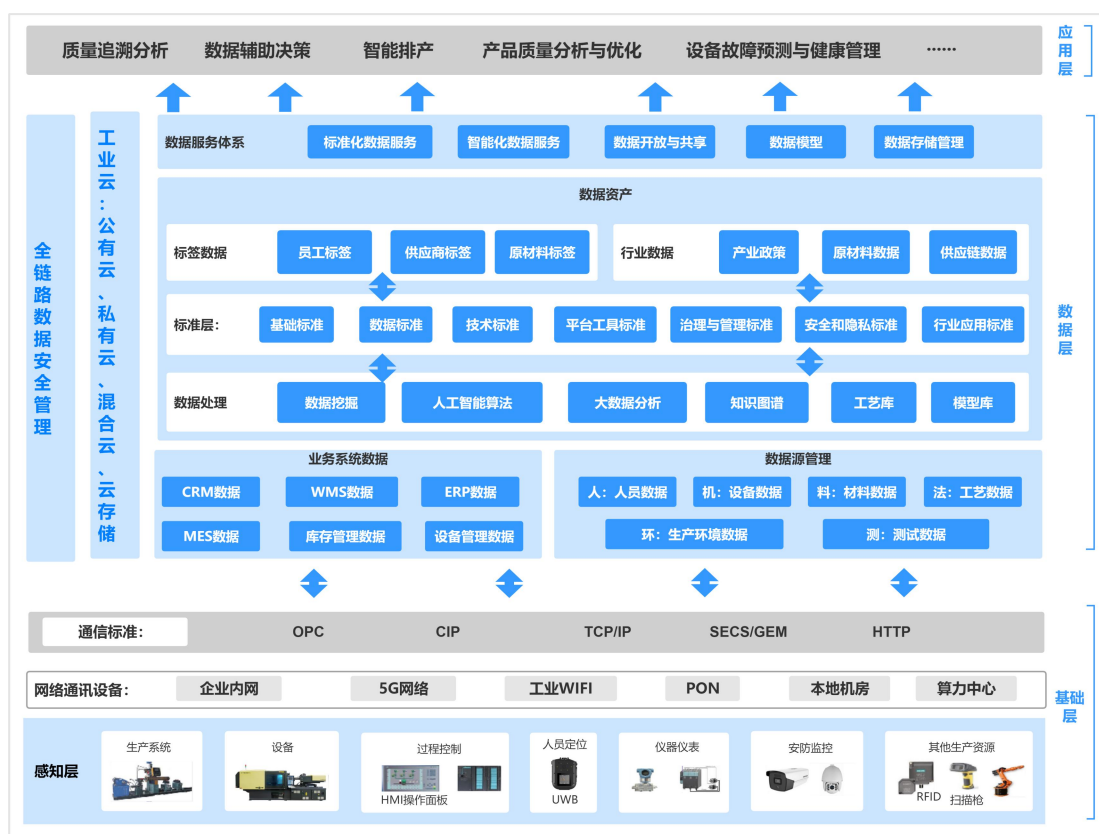 质量追溯分析 数据辅助决策 智能排产 产品质量分析与优化 设备故障预测与健康管理 ······
应用层
全链路数据安全管理
工业云：公有云、私有云、混合云、云存储
数据服务体系 标准化数据服务 智能化数据服务 数据开放与共享 数据模型 数据存储管理
数据资产
标签数据 员工标签 供应商标签 原材料标签 行业数据 产业政策 原材料数据 供应链数据
标准层： 基础标准 数据标准 技术标准 平台工具标准 治理与管理标准 安全和隐私标准 行业应用标准
数据处理 数据挖掘 人工智能算法 大数据分析 知识图谱 工艺库 模型库
数据层
业务系统数据
CRM数据 WMS数据 ERP数据
MES数据 库存管理数据 设备管理数据
数据源管理
人：人员数据 机：设备数据 料：材料数据 法：工艺数据
环：生产环境数据 测：测试数据
通信标准： OPC CIP TCP/IP SECS/GEM HTTP
网络通讯设备： 企业内网 5G网络 工业WIFI PON 本地机房 算力中心
基础层
感知层 生产系统 设备 过程控制 人员定位 仪器仪表 安防监控 其他生产资源
HMI操作面板 UWB RFID 扫描枪